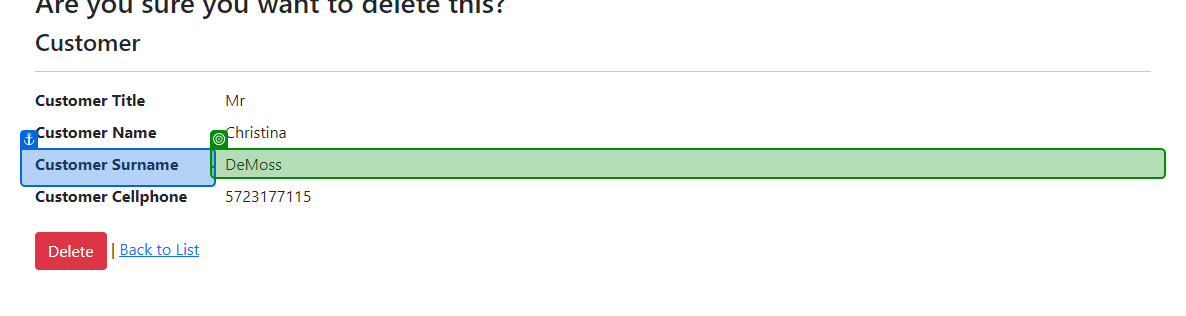 Are you sure you want to delete this?
Customer
Customer Title Mr
Customer Name Christina
Customer Surname DeMoss
Customer Cellphone 5723177115
Delete | Back to List